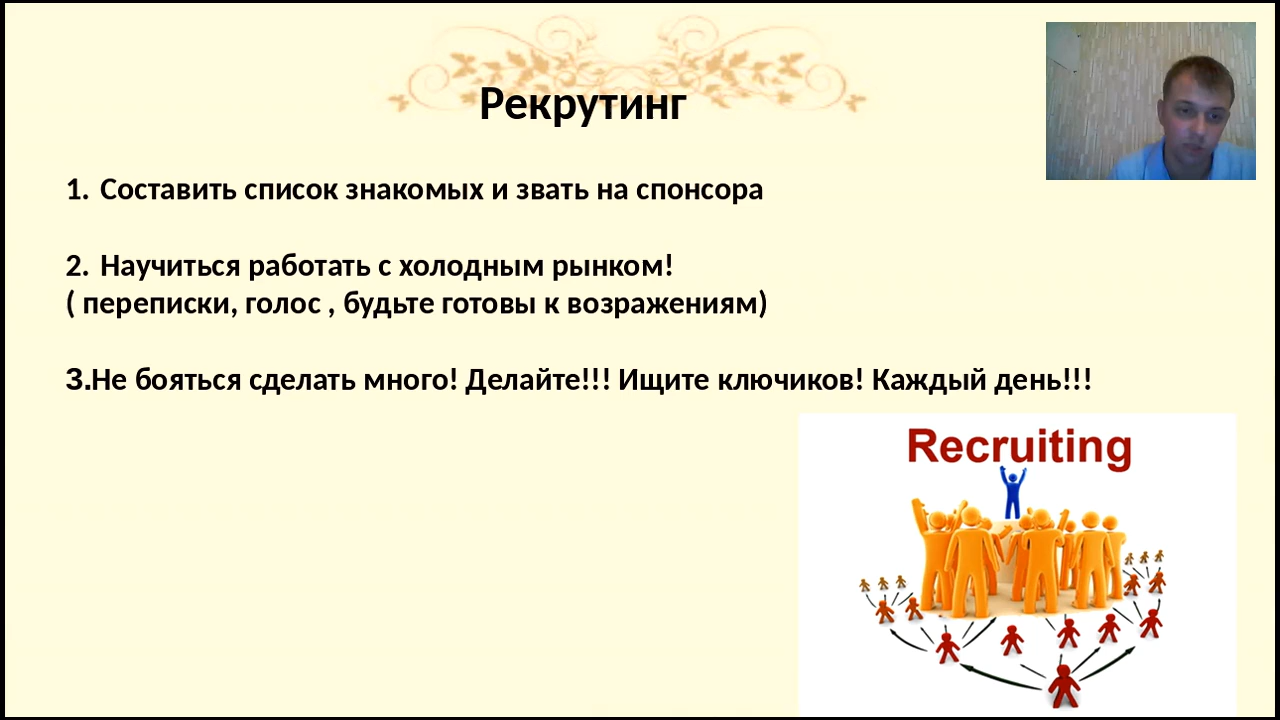 Рекрутинг
1. Составить список знакомых и звать на спонсора
2. Научиться работать с холодным рынком!
( переписки, голос , будьте готовы к возражениям)
3.Не бояться сделать много! Делайте!!! Ищите ключиков! Каждый день!!!
Recruiting